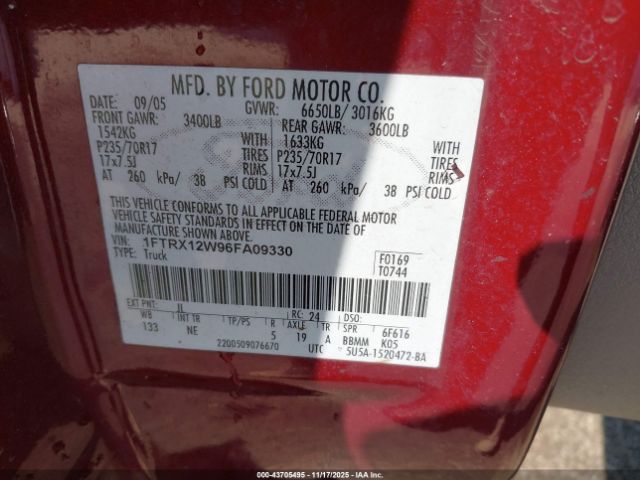 MFD. BY FORD MOTOR CO.
DATE: 09/05 GVWR: 6650LB/ 3016KG
FRONT GAWR: 3400LB REAR GAWR: 3600LB
1542KG WITH 1633KG WITH
P235/70R17 TIRES P235/70R17 TIRES
17x7.5J RIMS 17x7.5J RIMS
AT 260 kPa/ 38 PSI COLD AT 260 kPa/ 38 PSI COLD
THIS VEHICLE CONFORMS TO ALL APPLICABLE FEDERAL MOTOR
VEHICLE SAFETY STANDARDS IN EFFECT ON THE DATE OF
MANUFACTURE SHOWN ABOVE.
VIN: 1FTRX12W96FA09330 F0169
TYPE: Truck T0744
EXT PNT: JL RC: 24 DSO:
WB INT TR TP/PS R AXLE TR SPR 6F616
133 NE 5 19 A BBMM K05
2200509076670 UTC 5U5A-1520472-BA
000-43705495 - 11/17/2025 - IAAI.COM